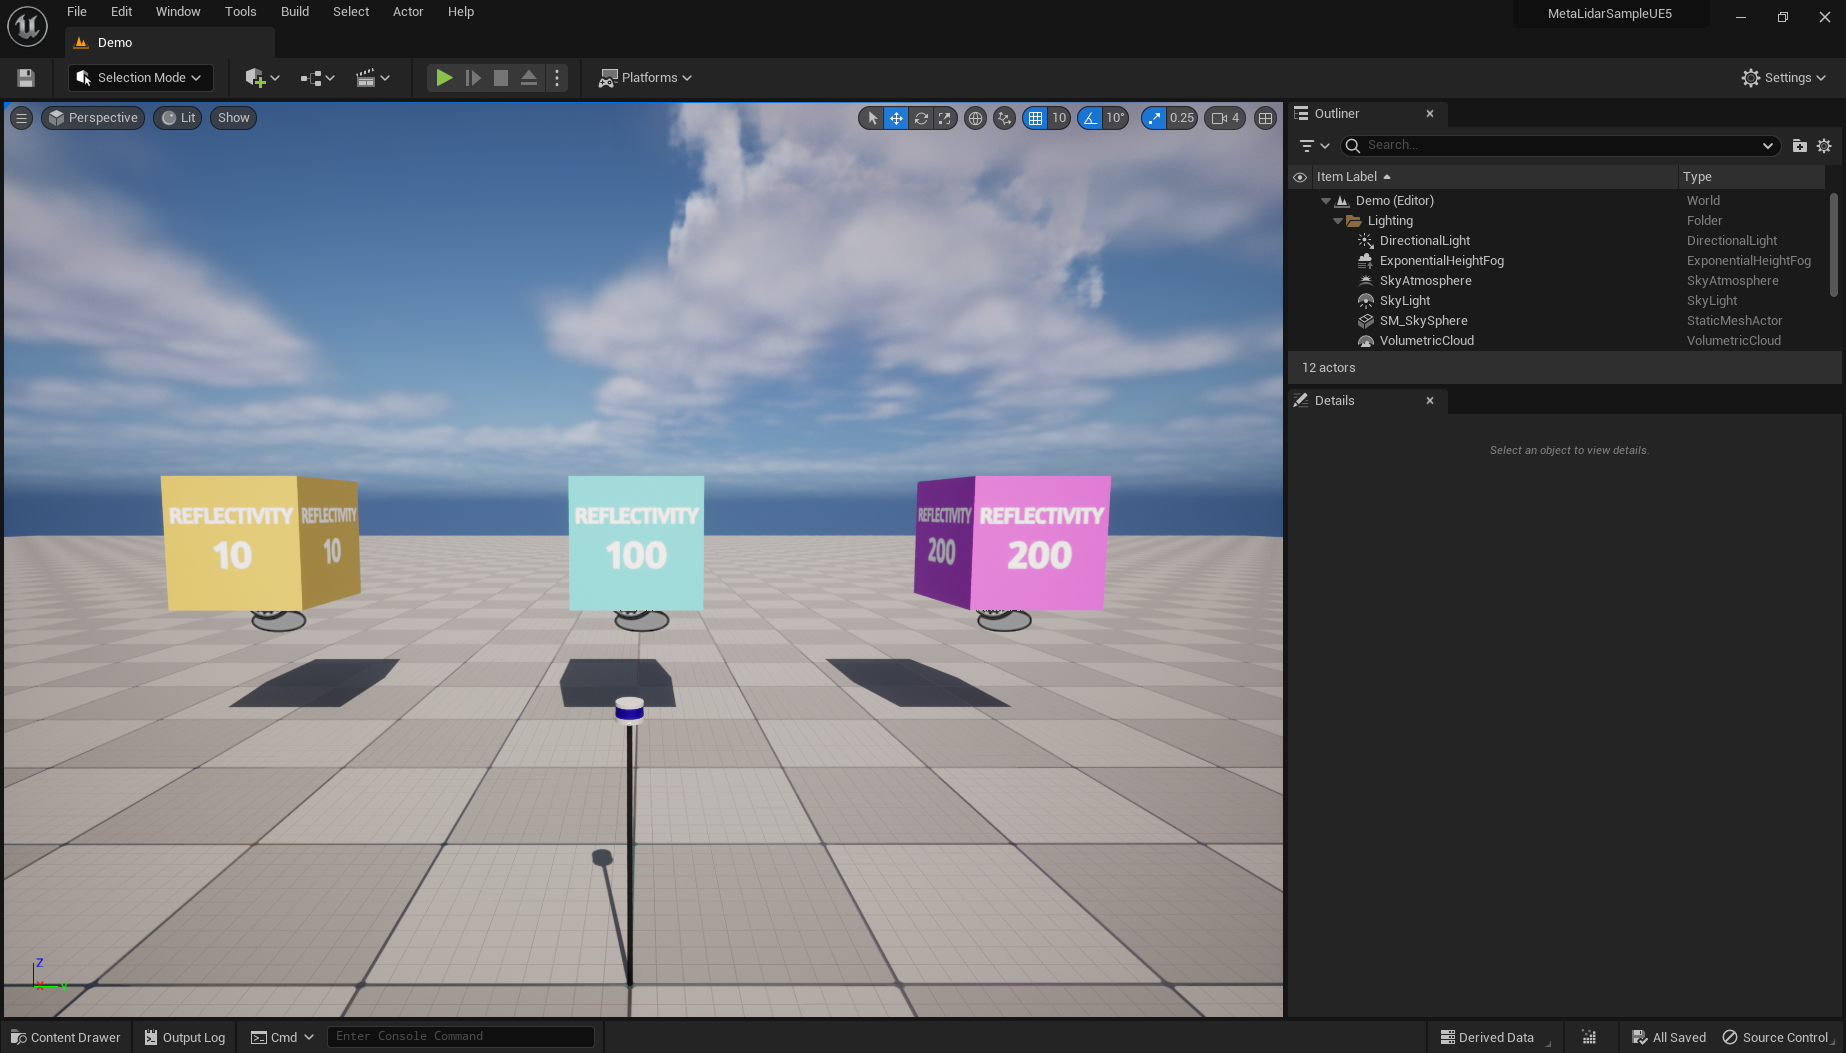 File Edit Window Tools Build Select Actor Help
MetaLidarSampleUE5
Demo
Selection Mode
Platforms
Settings
Perspective Lit Show
10 10° 0.25 4
REFLECTIVITY
10
REFLECTIVITY
10
REFLECTIVITY
100
REFLECTIVITY
200
REFLECTIVITY
200
Z
X Y
Outliner
Search...
Item Label Type
Demo (Editor) World
Lighting Folder
DirectionalLight DirectionalLight
ExponentialHeightFog ExponentialHeightFog
SkyAtmosphere SkyAtmosphere
SkyLight SkyLight
SM_SkySphere StaticMeshActor
VolumetricCloud VolumetricCloud
12 actors
Details
Select an object to view details.
Content Drawer Output Log Cmd Enter Console Command Derived Data All Saved Source Control